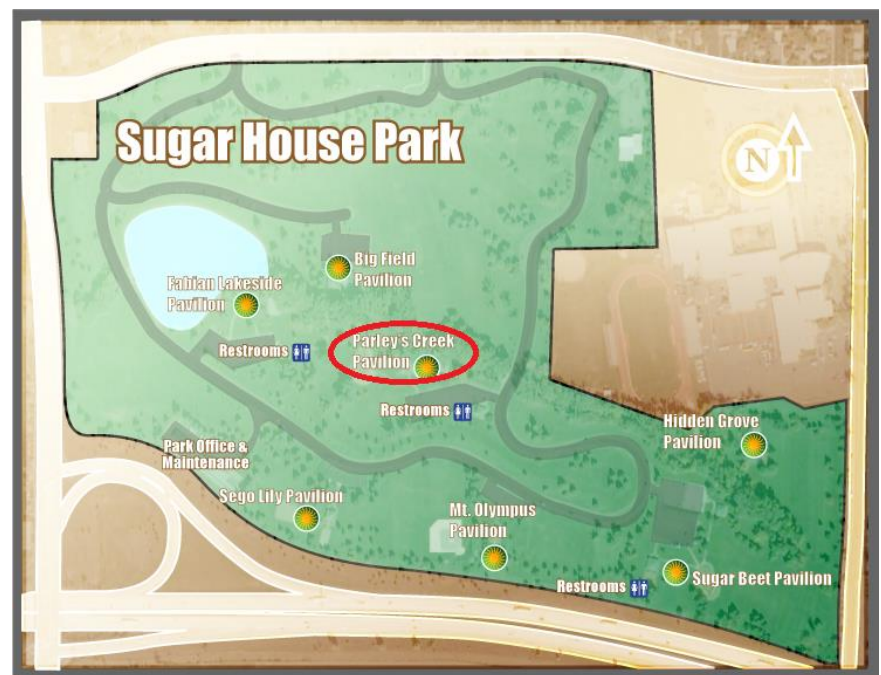 Sugar House Park
N
Big Field
Pavilion
Fabian Lakeside
Pavilion
Parley's Creek
Pavilion
Restrooms
Restrooms
Hidden Grove
Pavilion
Park Office &
Maintenance
Sego Lily Pavilion
Mt. Olympus
Pavilion
Restrooms
Sugar Beet Pavilion